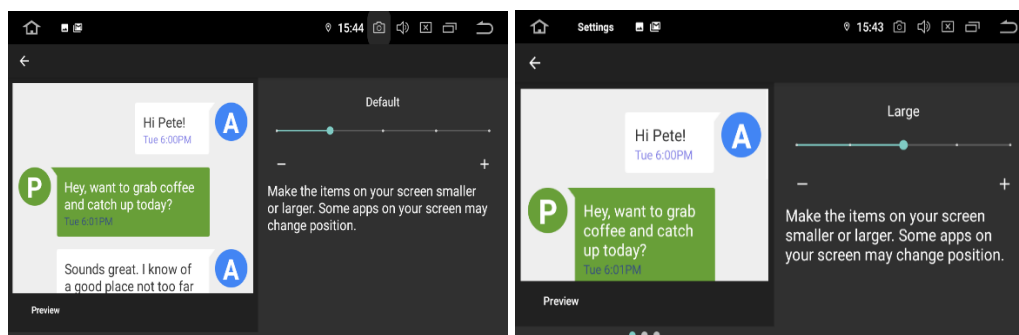 15:44
Default
Hi Pete!
A
Tue 6:00PM
P
Hey, want to grab coffee
and catch up today?
Tue 6:01PM
Sounds great. I know of
a good place not too far
A
− +
Make the items on your screen smaller
or larger. Some apps on your screen may
change position.
Preview
Settings
15:43
Large
Hi Pete!
A
Tue 6:00PM
P
Hey, want to grab
coffee and catch
up today?
Tue 6:01PM
− +
Make the items on your screen
smaller or larger. Some apps on
your screen may change position.
Preview